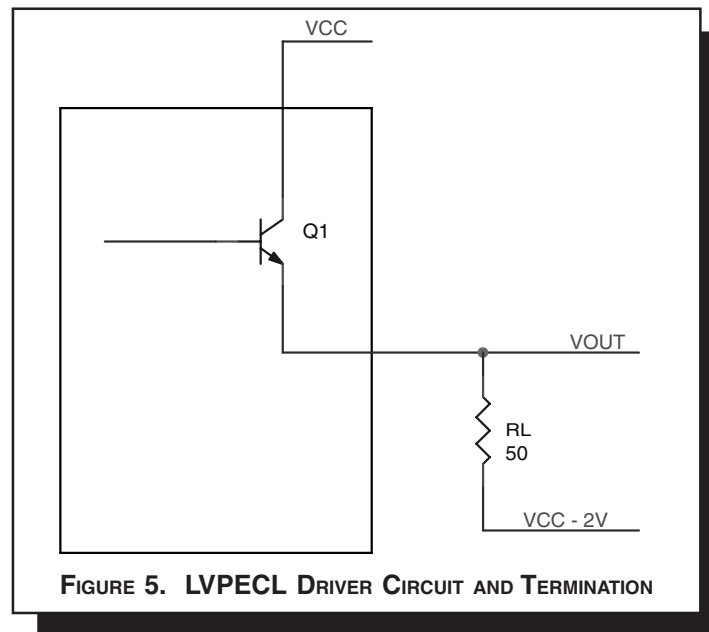 VCC
Q1
VOUT
RL
50
VCC - 2V
FIGURE 5. LVPECL DRIVER CIRCUIT AND TERMINATION